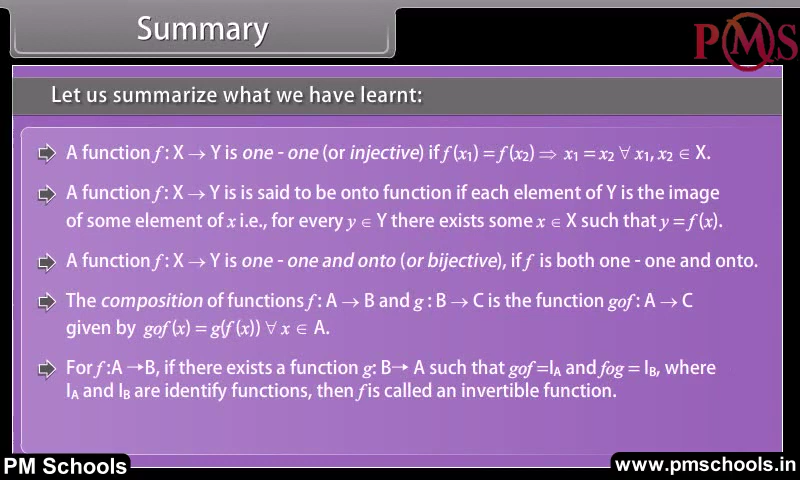 Summary
PMS
Let us summarize what we have learnt:
A function f : X → Y is one - one (or injective) if f (x₁) = f (x₂) ⇒ x₁ = x₂ ∀ x₁, x₂ ∈ X.
A function f : X → Y is is said to be onto function if each element of Y is the image
of some element of x i.e., for every y ∈ Y there exists some x ∈ X such that y = f (x).
A function f : X → Y is one - one and onto (or bijective), if f is both one - one and onto.
The composition of functions f : A → B and g : B → C is the function gof : A → C
given by gof (x) = g(f (x)) ∀ x ∈ A.
For f :A →B, if there exists a function g: B→ A such that gof =I_A and fog = I_B, where
I_A and I_B are identify functions, then f is called an invertible function.
PM Schools
www.pmschools.in